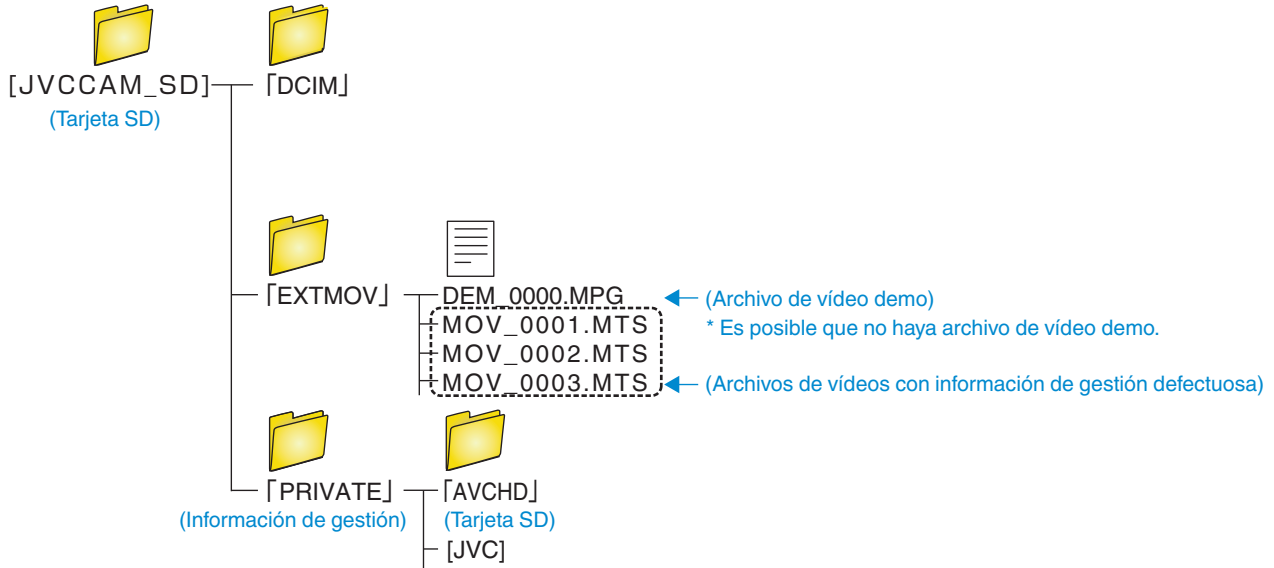 [JVCCAM_SD]
「DCIM」
(Tarjeta SD)
「EXTMOV」
DEM_0000.MPG
(Archivo de vídeo demo)
MOV_0001.MTS
* Es posible que no haya archivo de vídeo demo.
MOV_0002.MTS
MOV_0003.MTS
(Archivos de vídeos con información de gestión defectuosa)
「PRIVATE」
「AVCHD」
(Información de gestión)
(Tarjeta SD)
[JVC]